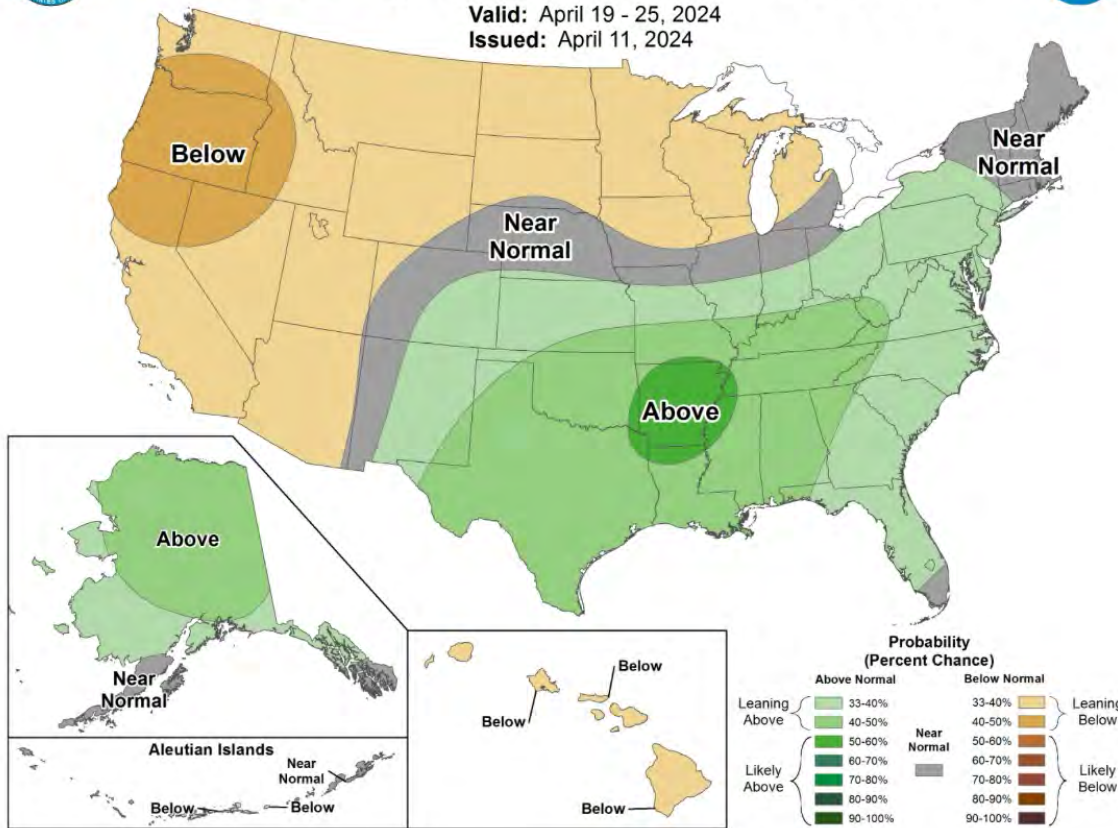 Valid: April 19 - 25, 2024
Issued: April 11, 2024
Below
Near
Normal
Near
Normal
Above
Above
Near
Normal
Aleutian Islands
Near
Normal
Below
Below
Below
Below
Below
Probability
(Percent Chance)
Above Normal
Below Normal
Leaning
Above
33-40%
40-50%
Likely
Above
50-60%
60-70%
70-80%
80-90%
90-100%
Near
Normal
33-40%
40-50%
Leaning
Below
50-60%
60-70%
70-80%
80-90%
90-100%
Likely
Below